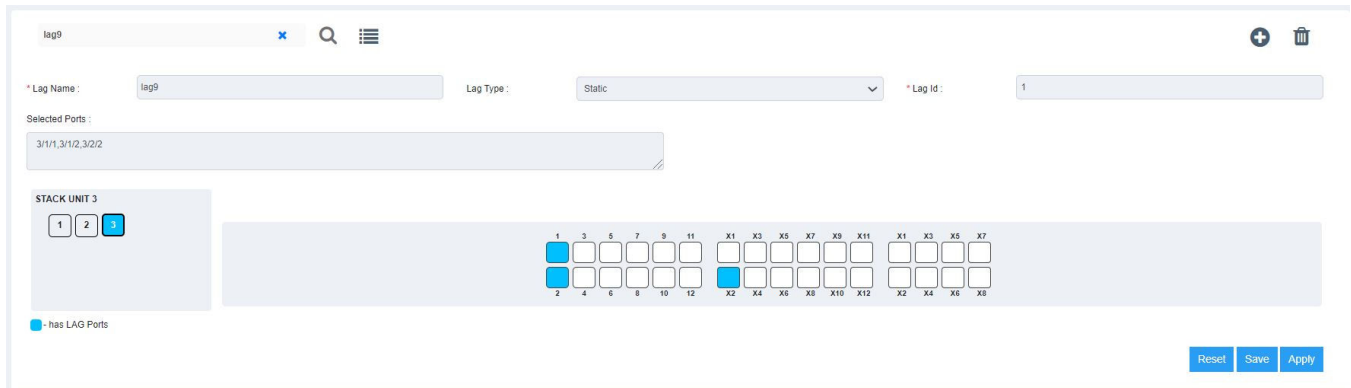 lag9
* Lag Name : lag9 Lag Type : Static * Lag Id : 1
Selected Ports :
3/1/1,3/1/2,3/2/2
STACK UNIT 3
1 2 3
1 3 5 7 9 11 X1 X3 X5 X7 X9 X11 X1 X3 X5 X7
2 4 6 8 10 12 X2 X4 X6 X8 X10 X12 X2 X4 X6 X8
- has LAG Ports
Reset Save Apply